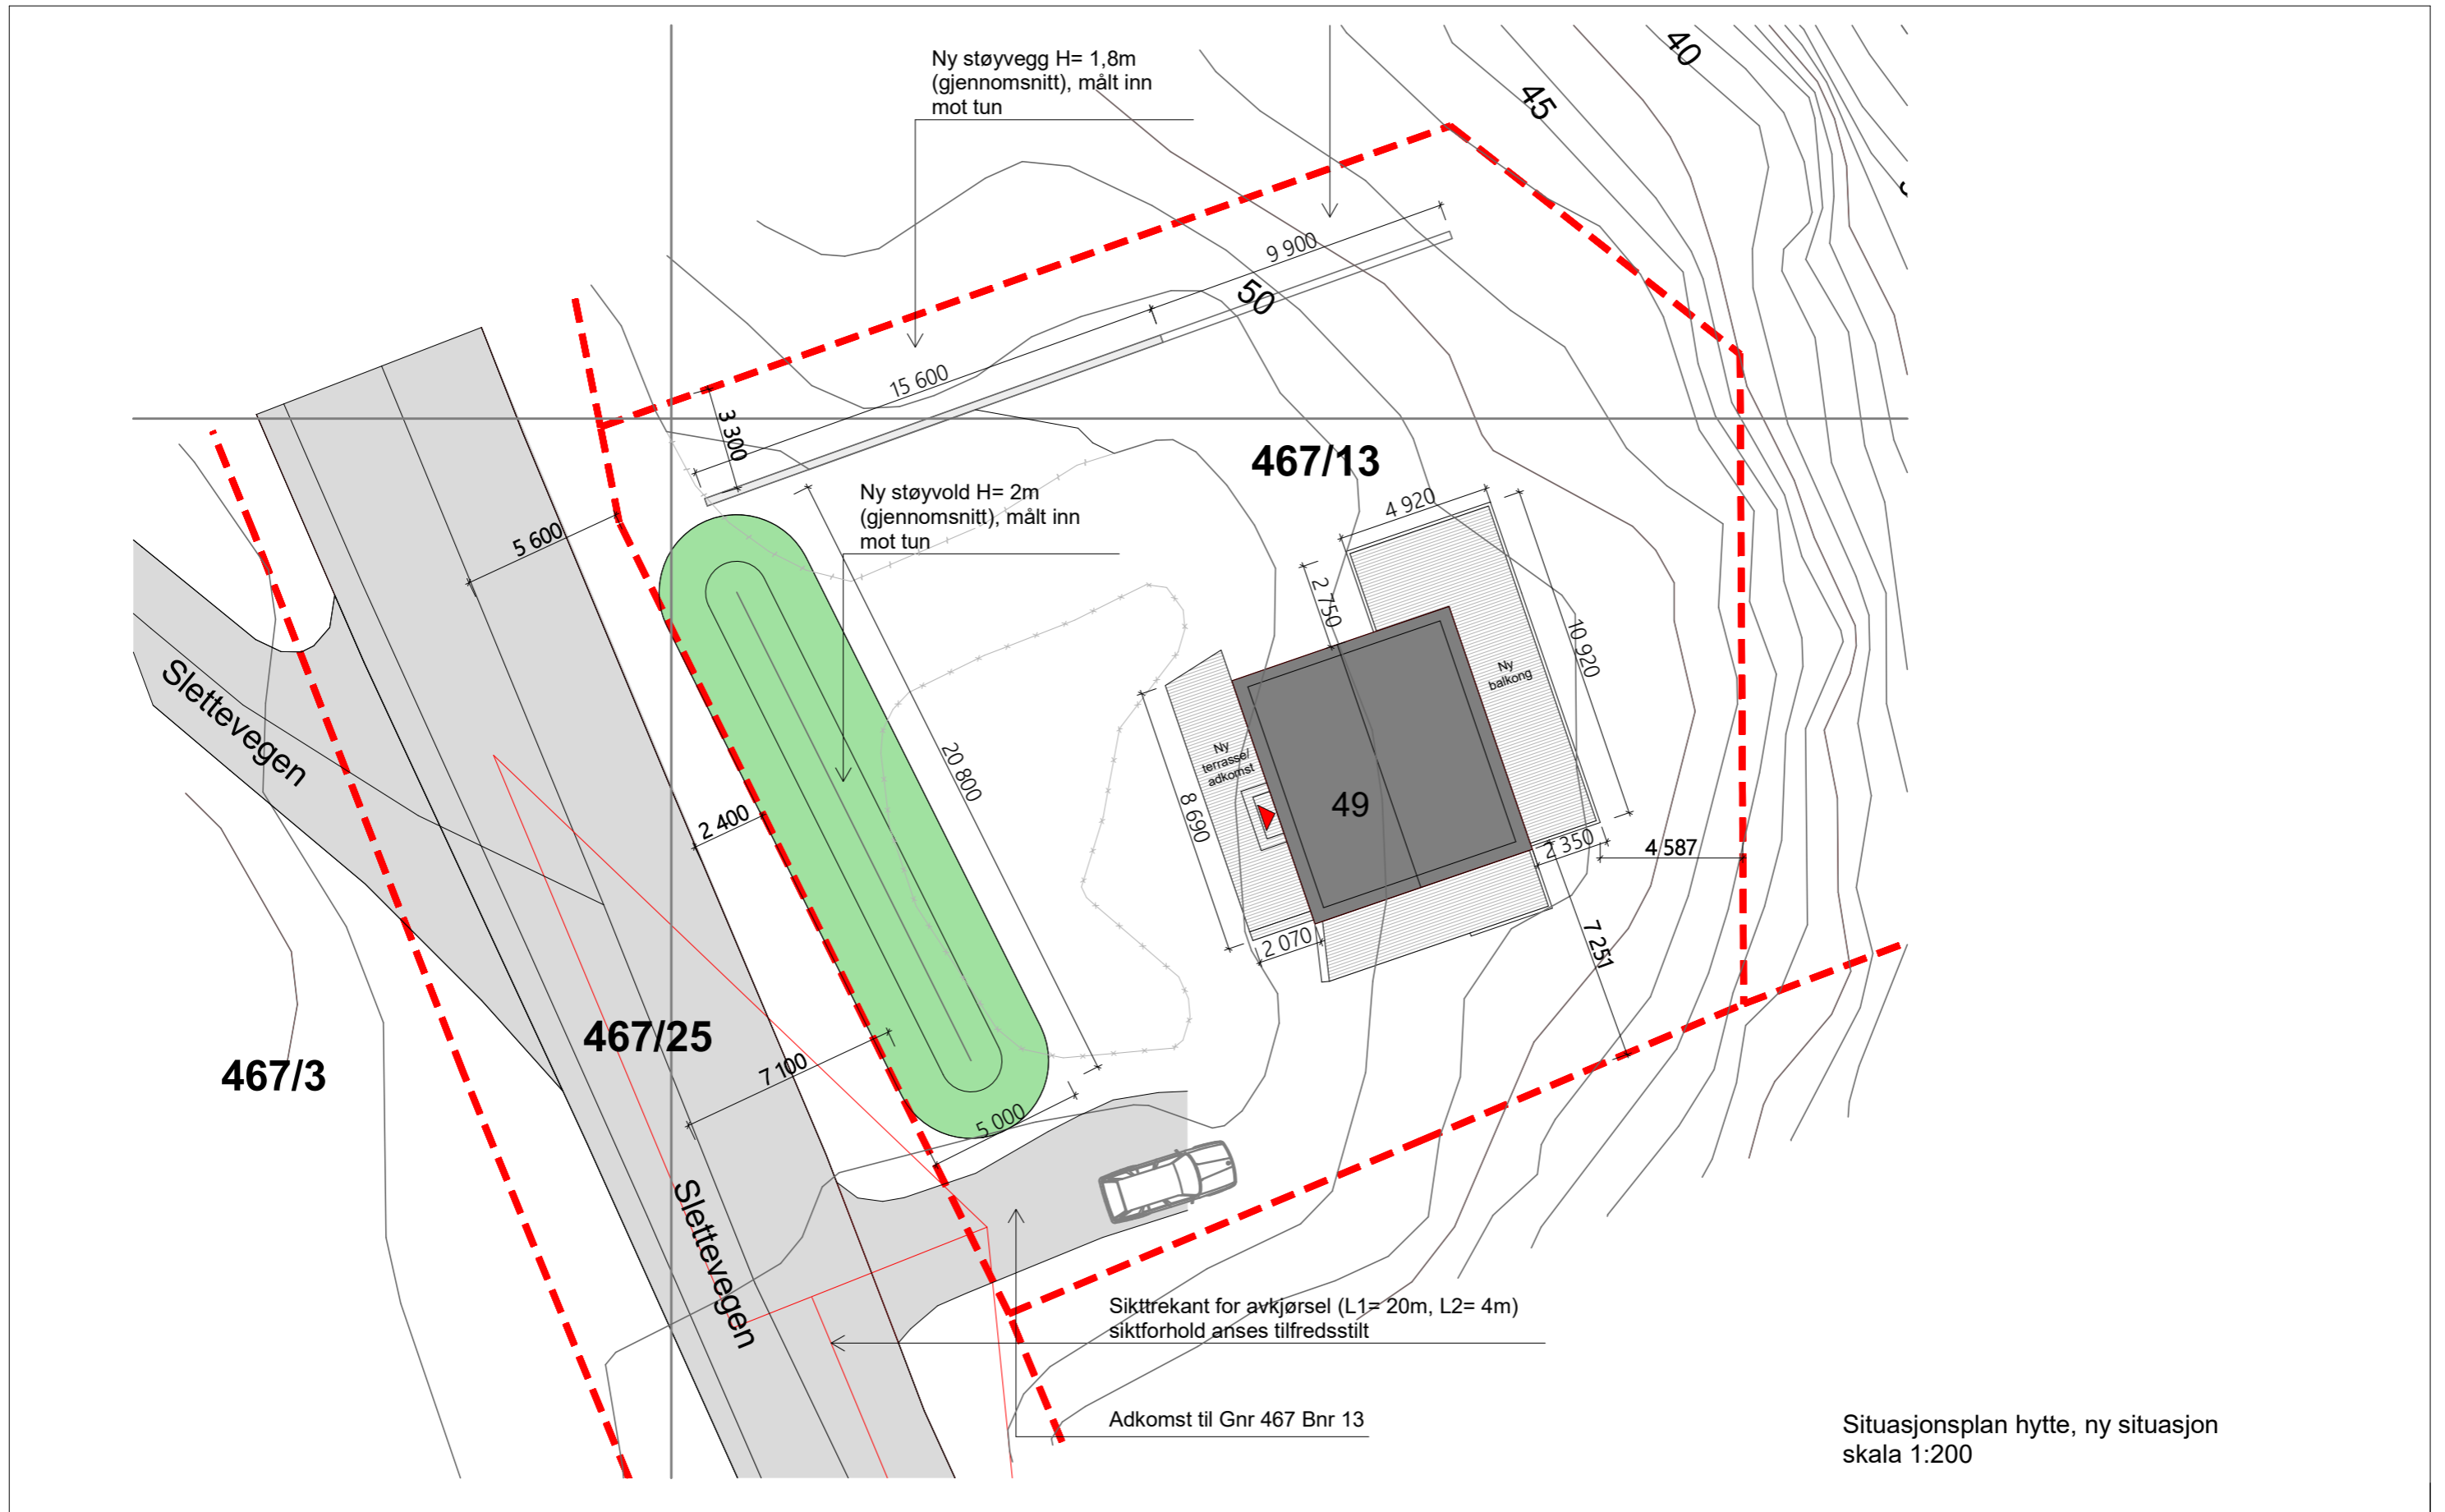 Ny støyvegg H= 1,8m
(gjennomsnitt), målt inn
mot tun
40
45
9 900
50
15 600
3 300
467/13
Ny støyvold H= 2m
(gjennomsnitt), målt inn
mot tun
4 920
5 600
2 750
10 920
Ny
balkong
Slettevegen
Ny
terrasse/
adkomst
20 800
8 690
49
2 400
2 350
4 587
2 070
7 251
467/25
467/3
7 100
5 000
Slettevegen
Sikttrekant for avkjørsel (L1= 20m, L2= 4m)
siktforhold anses tilfredsstilt
Adkomst til Gnr 467 Bnr 13
Situasjonsplan hytte, ny situasjon
skala 1:200